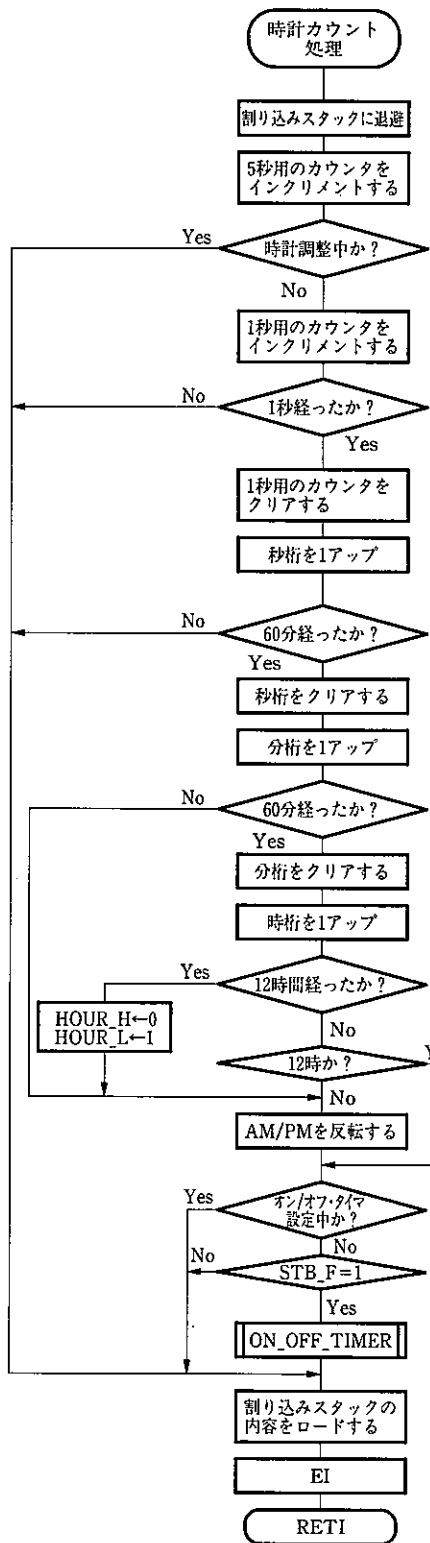 時計カウント
処理
割り込みスタックに退避
5秒用のカウンタを
インクリメントする
Yes
時計調整中か？
No
1秒用のカウンタを
インクリメントする
No
1秒経ったか？
Yes
1秒用のカウンタを
クリアする
秒桁を1アップ
No
60分経ったか？
Yes
秒桁をクリアする
分桁を1アップ
No
60分経ったか？
Yes
分桁をクリアする
時桁を1アップ
Yes
12時間経ったか？
HOUR_H←0
HOUR_L←1
No
12時か？
No
AM/PMを反転する
Yes
オン/オフ・タイマ
設定中か？
No
No
STB_F=1
Yes
ON_OFF_TIMER
割り込みスタックの
内容をロードする
EI
RETI